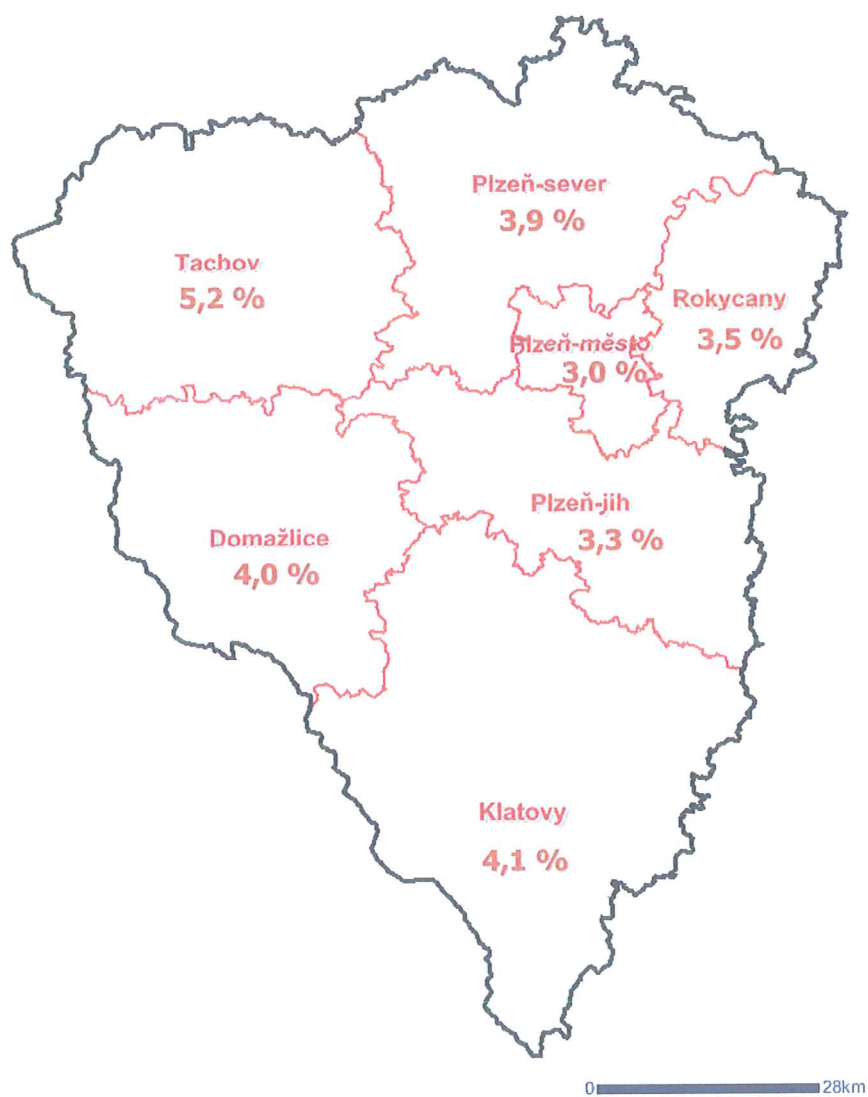 Plzeň-sever
3,9 %
Tachov
5,2 %
Rokycany
3,5 %
Plzeň-město
3,0 %
Plzeň-jih
3,3 %
Domažlice
4,0 %
Klatovy
4,1 %
0 28km